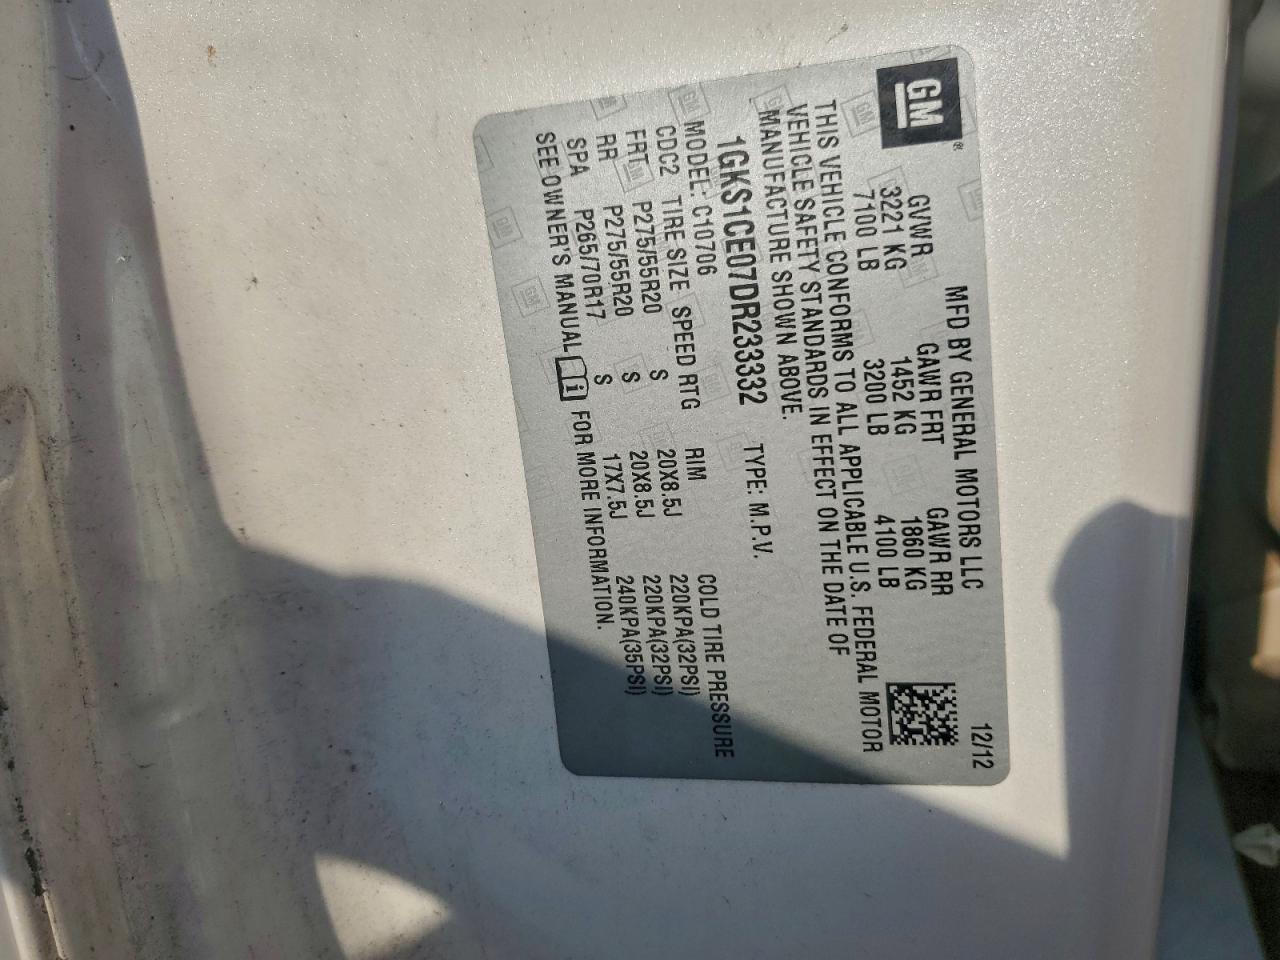 GM®
MFD BY GENERAL MOTORS LLC 12/12
GVWR GAWR FRT GAWR RR
3221 KG 1452 KG 1860 KG
7100 LB 3200 LB 4100 LB
THIS VEHICLE CONFORMS TO ALL APPLICABLE U.S. FEDERAL MOTOR
VEHICLE SAFETY STANDARDS IN EFFECT ON THE DATE OF
MANUFACTURE SHOWN ABOVE.
1GKS1CE07DR233332 TYPE: M.P.V.
MODEL: C10706
CDC2 TIRE SIZE SPEED RTG RIM COLD TIRE PRESSURE
FRT P275/55R20 S 20X8.5J 220KPA(32PSI)
RR P275/55R20 S 20X8.5J 220KPA(32PSI)
SPA P265/70R17 S 17X7.5J 240KPA(35PSI)
SEE OWNER'S MANUAL i FOR MORE INFORMATION.